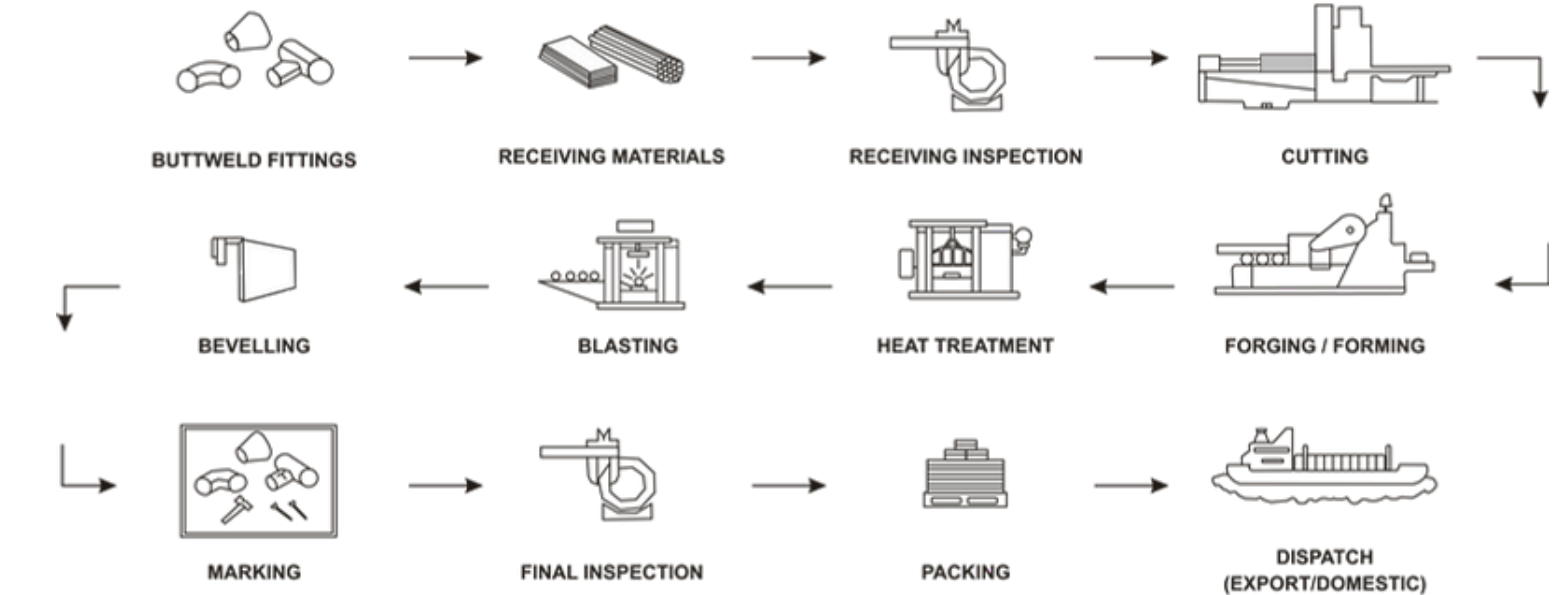 BUTTWELD FITTINGS
RECEIVING MATERIALS
RECEIVING INSPECTION
CUTTING
BEVELLING
BLASTING
HEAT TREATMENT
FORGING / FORMING
MARKING
FINAL INSPECTION
PACKING
DISPATCH
(EXPORT/DOMESTIC)